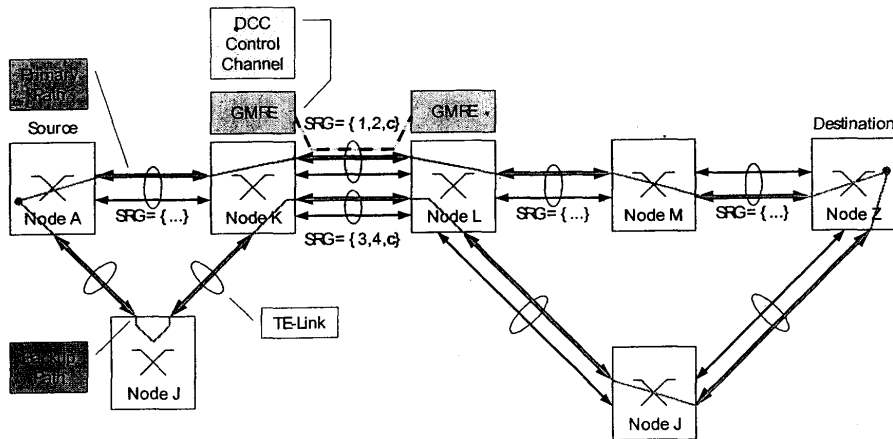 DCC
Control
Channel
Primary
Path
GMRE
GMRE
SRG= { 1,2,c}
Source
Destination
Node A
Node K
Node L
Node M
Node Z
SRG= { ...}
SRG= { 3,4,c}
SRG= { ...}
SRG= { ...}
TE-Link
Backup
Path
Node J
Node J